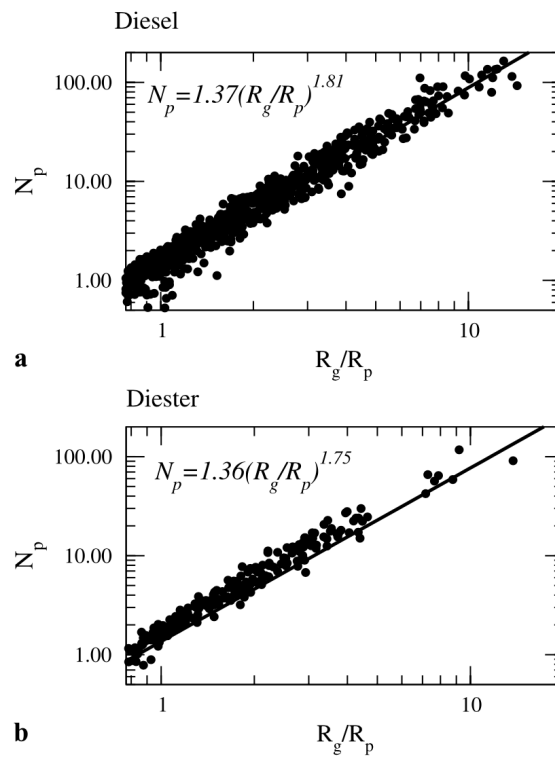 Diesel
100.00
N_p=1.37(R_g/R_p)^1.81
N_p
10.00
1.00
1
10
a
R_g/R_p
Diester
100.00
N_p=1.36(R_g/R_p)^1.75
N_p
10.00
1.00
1
10
b
R_g/R_p